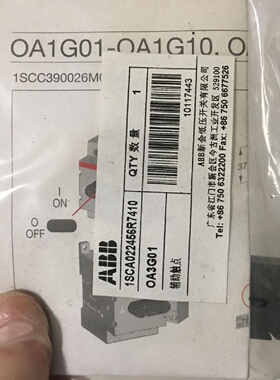 OA1G01-OA1G10. OA
1SCC390026M0
I
ON
O
ABB
1SCA022456R7410
OA3G01
辅助触点
QTY 数量
1
10117443
ABB新会低压开关有限公司
广东省江门市新会区今古洲工业开发区 529100
Tel: +86 750 6322200 Fax: +86 750 6677526